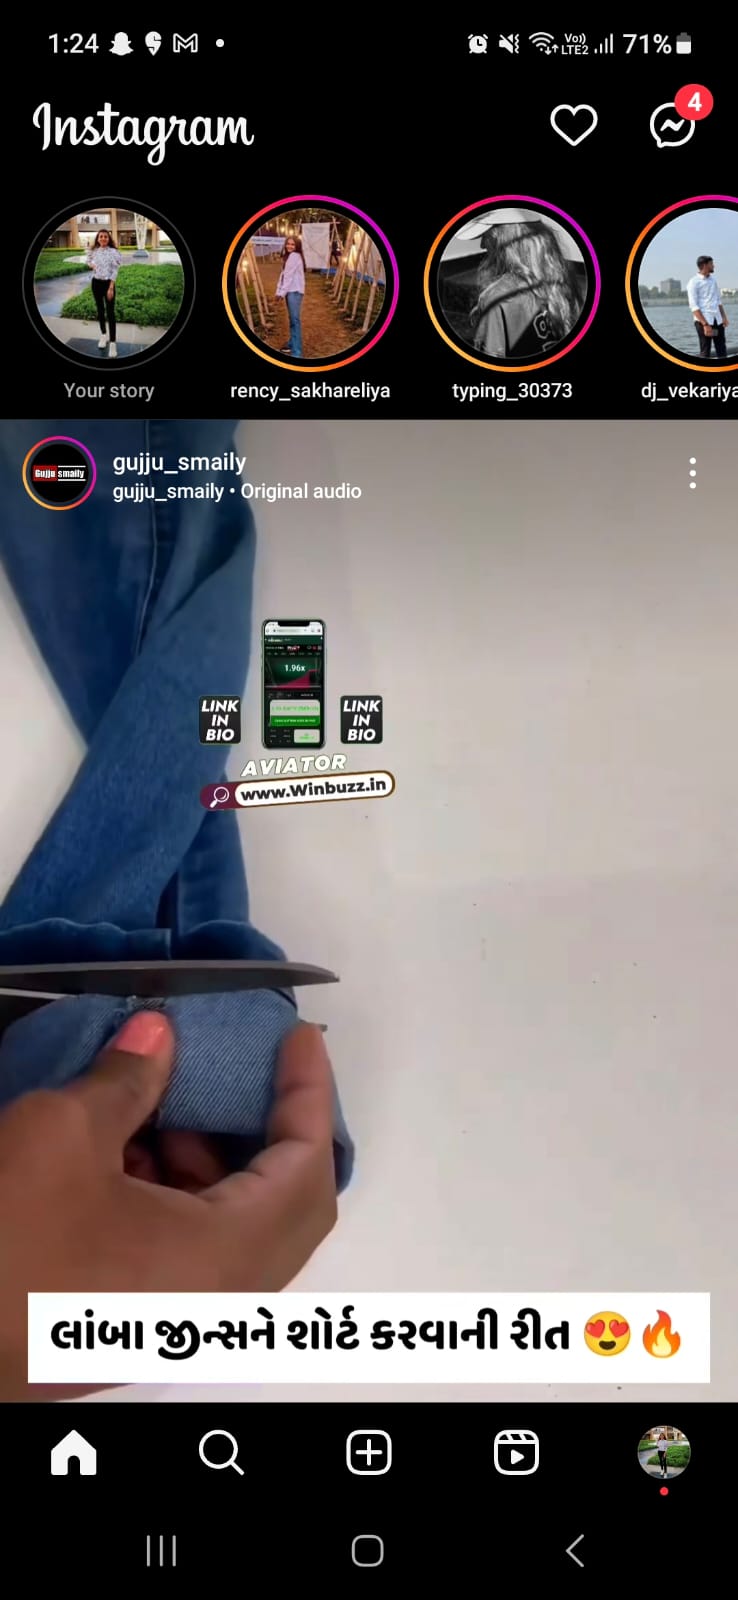 1:24
Vo))
LTE2
71%
Instagram
4
Your story
rency_sakhareliya
typing_30373
dj_vekariya
Gujju smaily
gujju_smaily
gujju_smaily • Original audio
1.96x
LINK
IN
BIO
LINK
IN
BIO
AVIATOR
www.Winbuzz.in
લાંબા જીન્સને શોર્ટ કરવાની રીત 😍🔥